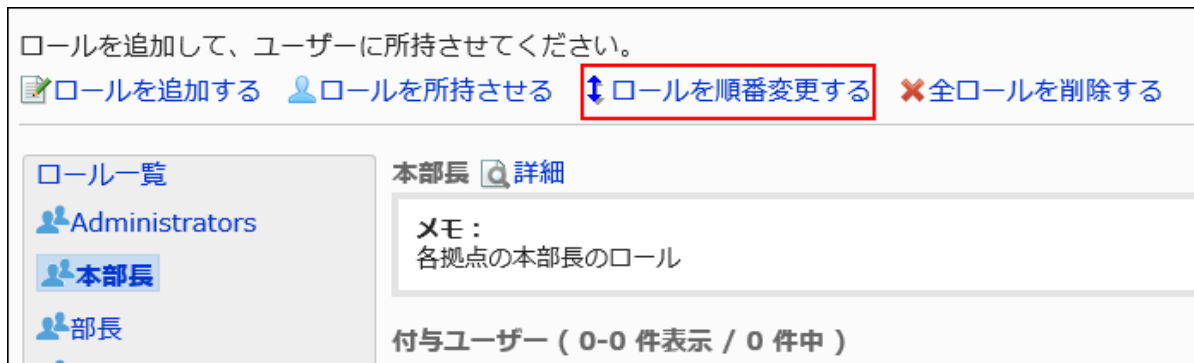 ロールを追加して、ユーザーに所持させてください。
ロールを追加する ロールを所持させる ロールを順番変更する 全ロールを削除する
ロール一覧
Administrators
本部長
部長
本部長 詳細
メモ：
各拠点の本部長のロール
付与ユーザー ( 0-0 件表示 / 0 件中 )